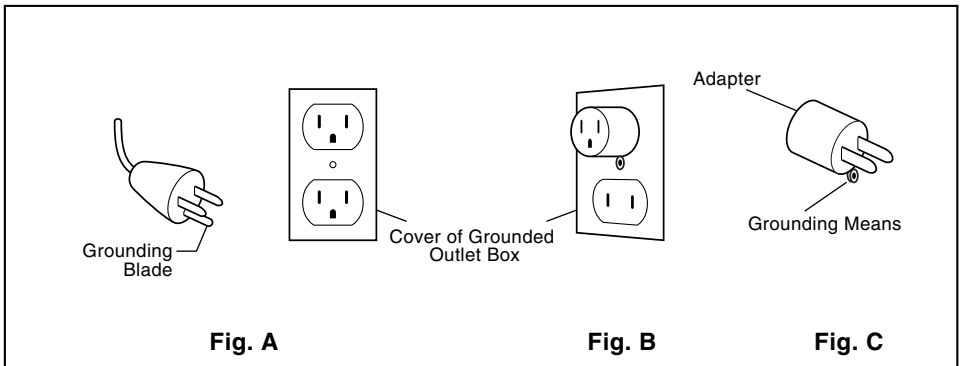 Adapter
Grounding
Blade
Cover of Grounded
Outlet Box
Grounding Means
Fig. A
Fig. B
Fig. C